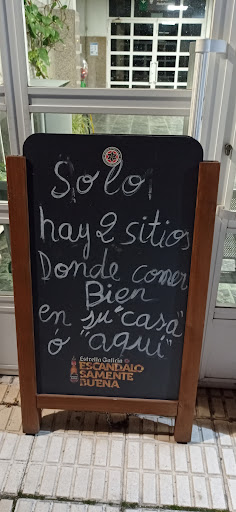 Solo
hay 2 sitios
Donde comer
Bien
en su "casa"
ó "aquí"
Estrella Galicia
ESCANDALO
SAMENTE
BUENA